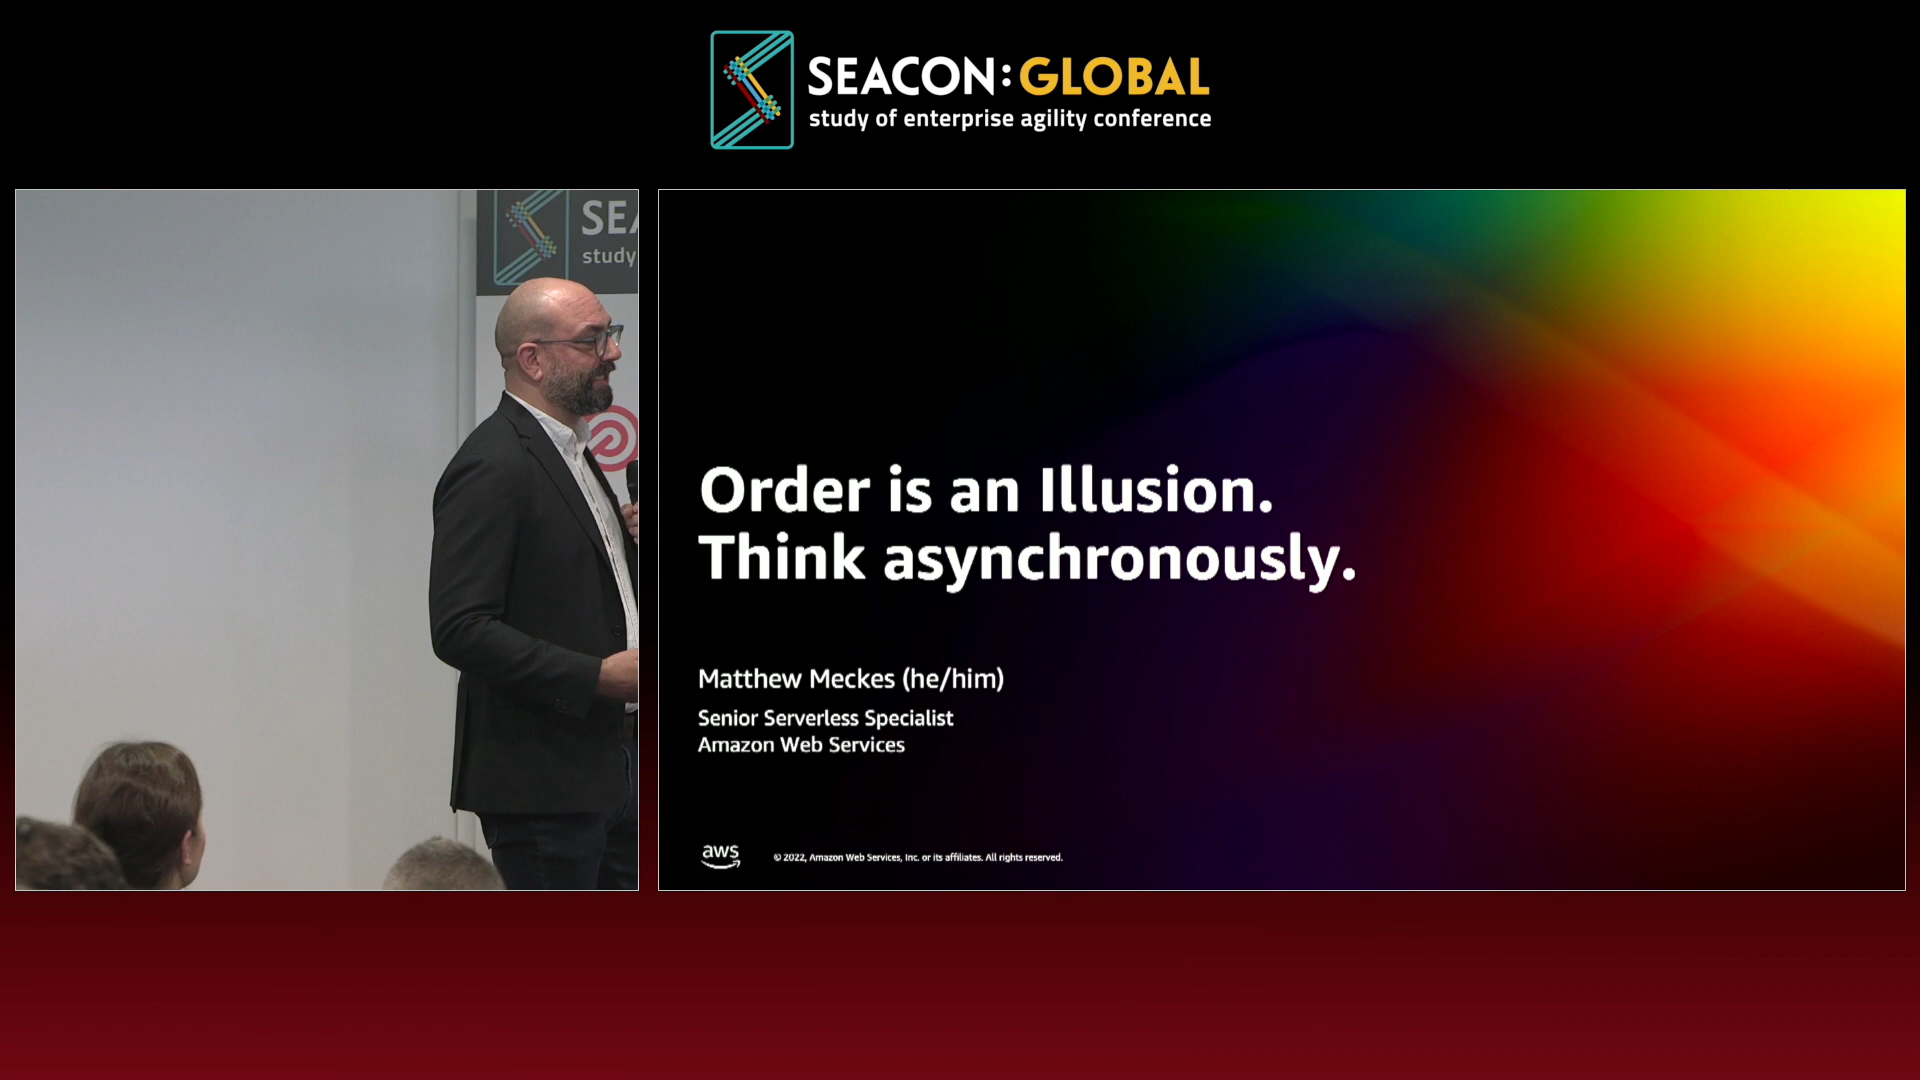 SEACON:GLOBAL
study of enterprise agility conference
SEA
study
Order is an Illusion.
Think asynchronously.
Matthew Meckes (he/him)
Senior Serverless Specialist
Amazon Web Services
aws
© 2022, Amazon Web Services, Inc. or its affiliates. All rights reserved.